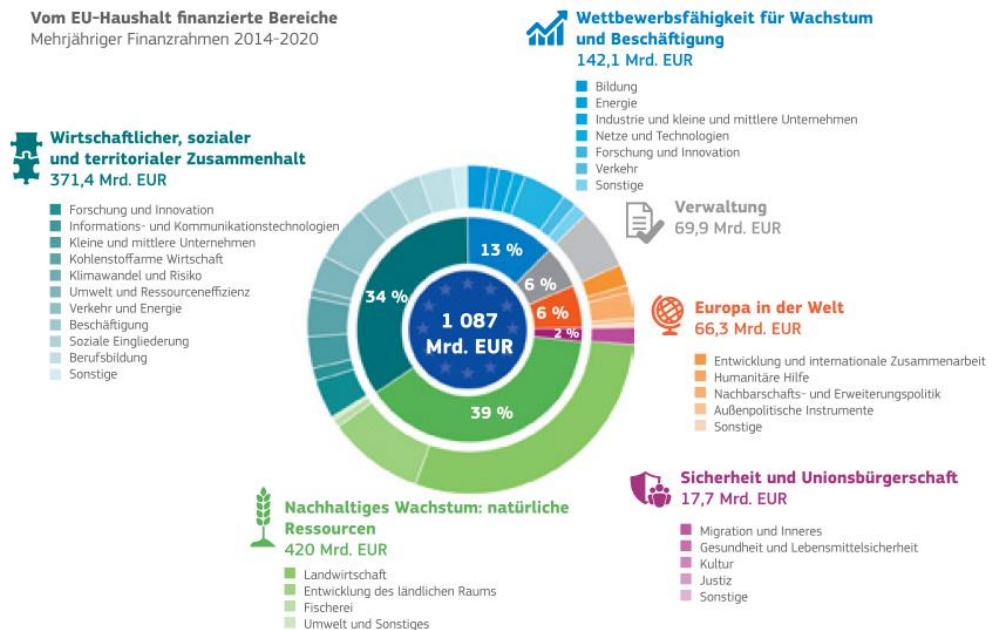 Vom EU-Haushalt finanzierte Bereiche
Mehrjähriger Finanzrahmen 2014-2020
Wettbewerbsfähigkeit für Wachstum
und Beschäftigung
142,1 Mrd. EUR
Bildung
Energie
Industrie und kleine und mittlere Unternehmen
Netze und Technologien
Forschung und Innovation
Verkehr
Sonstige
Wirtschaftlicher, sozialer
und territorialer Zusammenhalt
371,4 Mrd. EUR
Forschung und Innovation
Informations- und Kommunikationstechnologien
Kleine und mittlere Unternehmen
Kohlenstoffarme Wirtschaft
Klimawandel und Risiko
Umwelt und Ressourceneffizienz
Verkehr und Energie
Beschäftigung
Soziale Eingliederung
Berufsbildung
Sonstige
Verwaltung
69,9 Mrd. EUR
13 %
6 %
6 %
2 %
34 %
39 %
1 087
Mrd. EUR
Europa in der Welt
66,3 Mrd. EUR
Entwicklung und internationale Zusammenarbeit
Humanitäre Hilfe
Nachbarschafts- und Erweiterungspolitik
Außenpolitische Instrumente
Sonstige
Sicherheit und Unionsbürgerschaft
17,7 Mrd. EUR
Migration und Inneres
Gesundheit und Lebensmittelsicherheit
Kultur
Justiz
Sonstige
Nachhaltiges Wachstum: natürliche
Ressourcen
420 Mrd. EUR
Landwirtschaft
Entwicklung des ländlichen Raums
Fischerei
Umwelt und Sonstiges